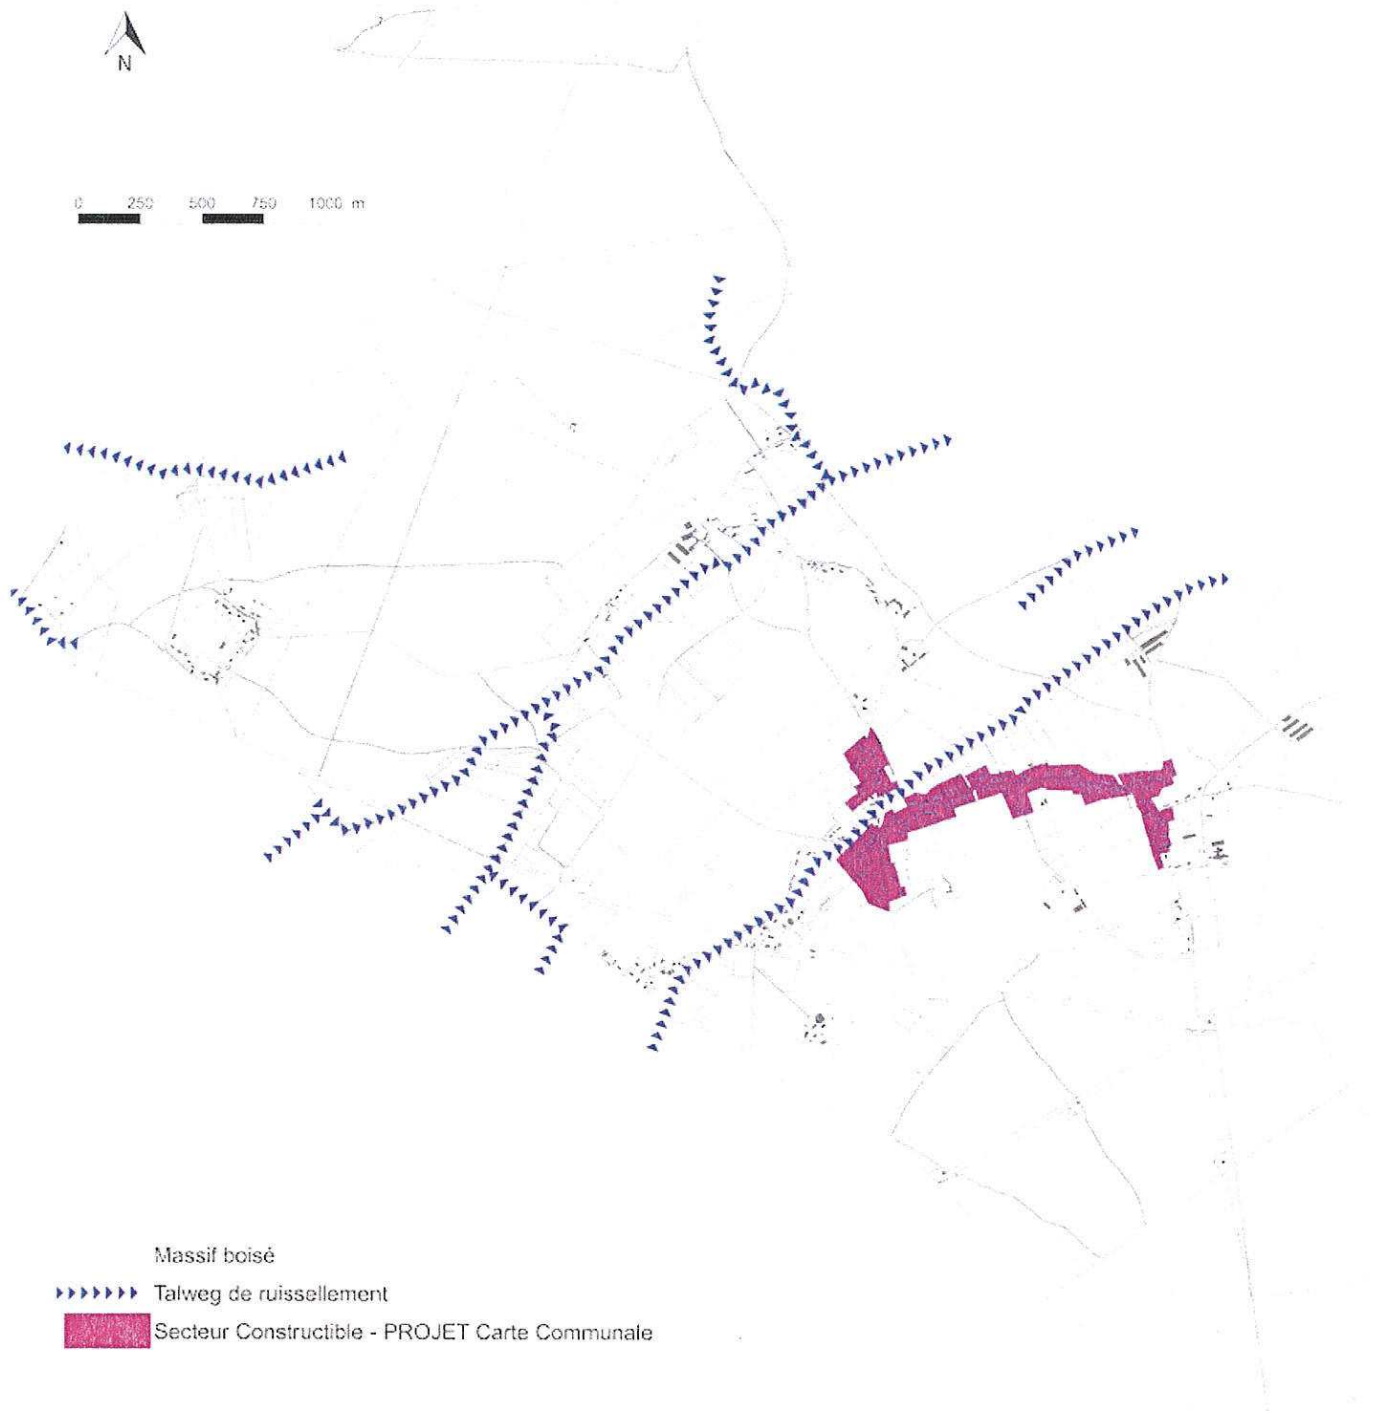 N
0 250 500 750 1000 m
Massif boisé
Talweg de ruissellement
Secteur Constructible - PROJET Carte Communale